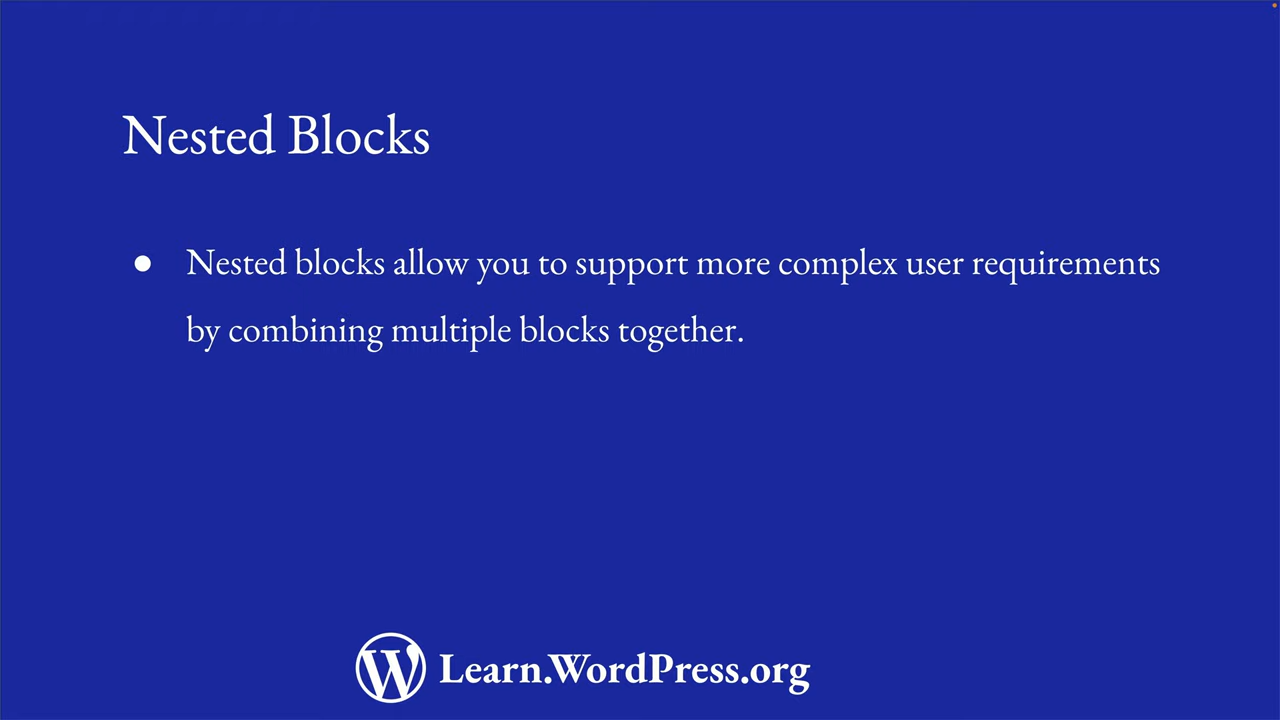 Nested Blocks
● Nested blocks allow you to support more complex user requirements
by combining multiple blocks together.
Learn.WordPress.org